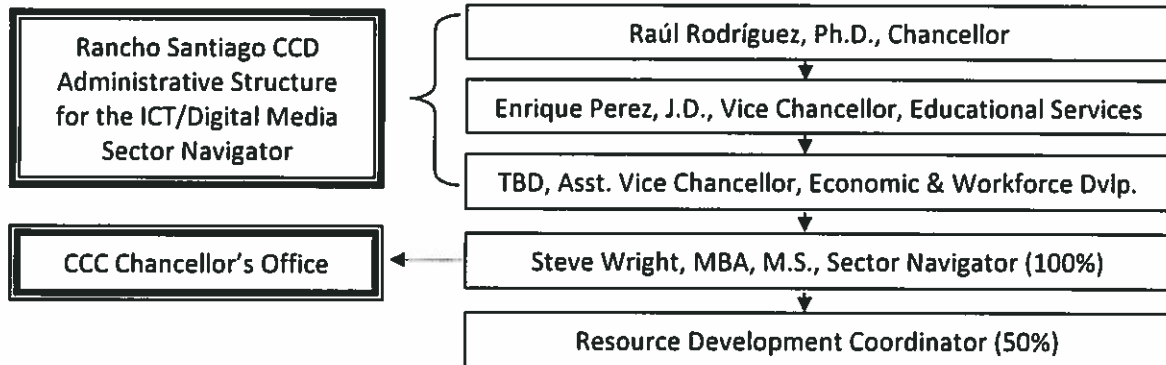 Rancho Santiago CCD
Administrative Structure
for the ICT/Digital Media
Sector Navigator
Raúl Rodríguez, Ph.D., Chancellor
Enrique Perez, J.D., Vice Chancellor, Educational Services
TBD, Asst. Vice Chancellor, Economic & Workforce Dvlp.
CCC Chancellor's Office
Steve Wright, MBA, M.S., Sector Navigator (100%)
Resource Development Coordinator (50%)